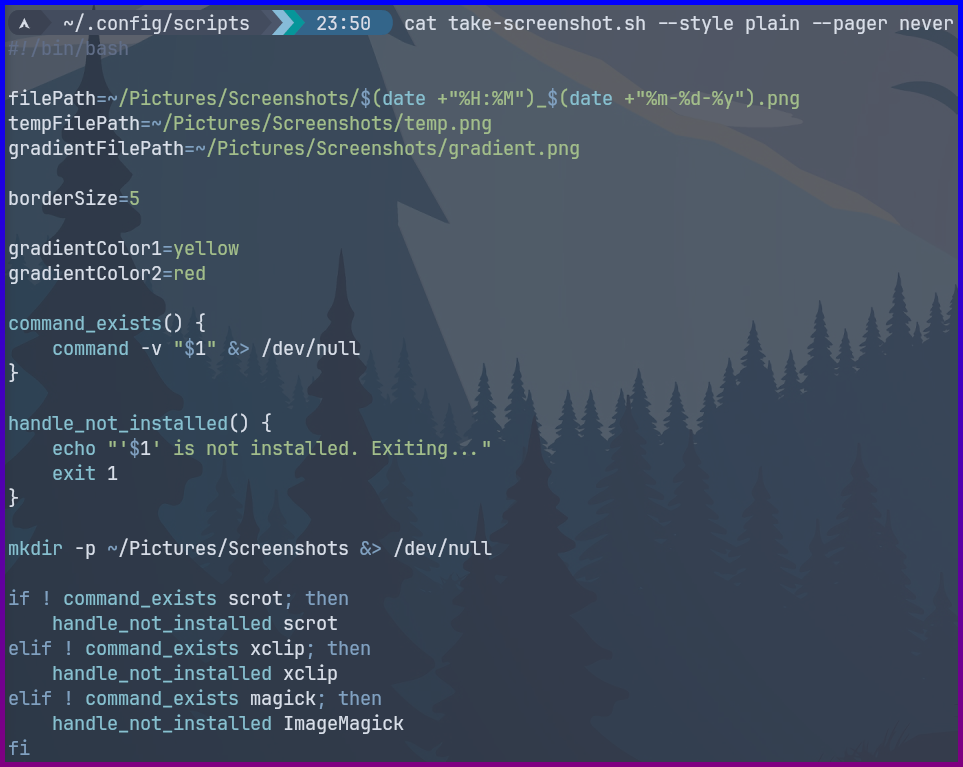 ~/.config/scripts 23:50 cat take-screenshot.sh --style plain --pager never
#!/bin/bash

filePath=~/Pictures/Screenshots/$(date +"%H:%M")_$(date +"%m-%d-%y").png
tempFilePath=~/Pictures/Screenshots/temp.png
gradientFilePath=~/Pictures/Screenshots/gradient.png

borderSize=5

gradientColor1=yellow
gradientColor2=red

command_exists() {
    command -v "$1" &> /dev/null
}

handle_not_installed() {
    echo "'$1' is not installed. Exiting..."
    exit 1
}

mkdir -p ~/Pictures/Screenshots &> /dev/null

if ! command_exists scrot; then
    handle_not_installed scrot
elif ! command_exists xclip; then
    handle_not_installed xclip
elif ! command_exists magick; then
    handle_not_installed ImageMagick
fi